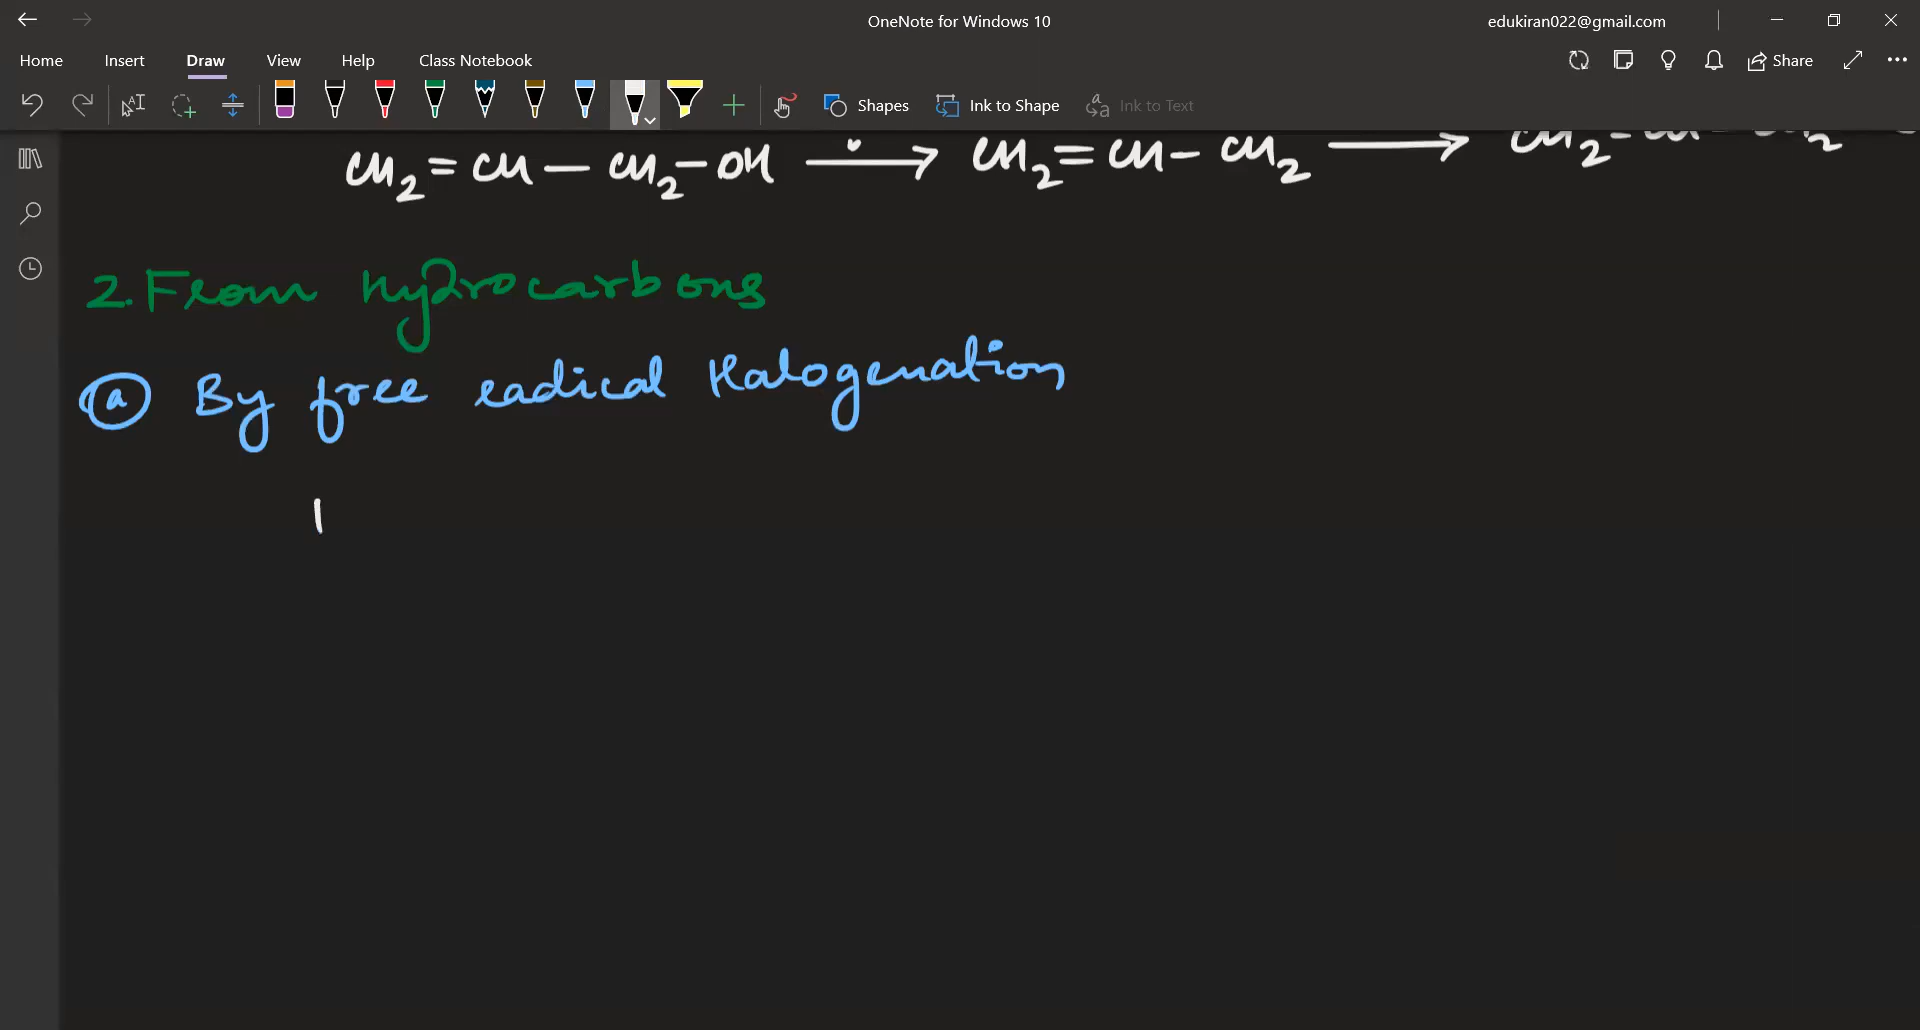 OneNote for Windows 10
edukiran022@gmail.com
Home Insert Draw View Help Class Notebook Share
Shapes Ink to Shape Ink to Text
CH2 = CH — CH2 — OH ⟶ CH2 = CH — CH2 ⟶
2. From Hydrocarbons
(a) By free radical Halogenation